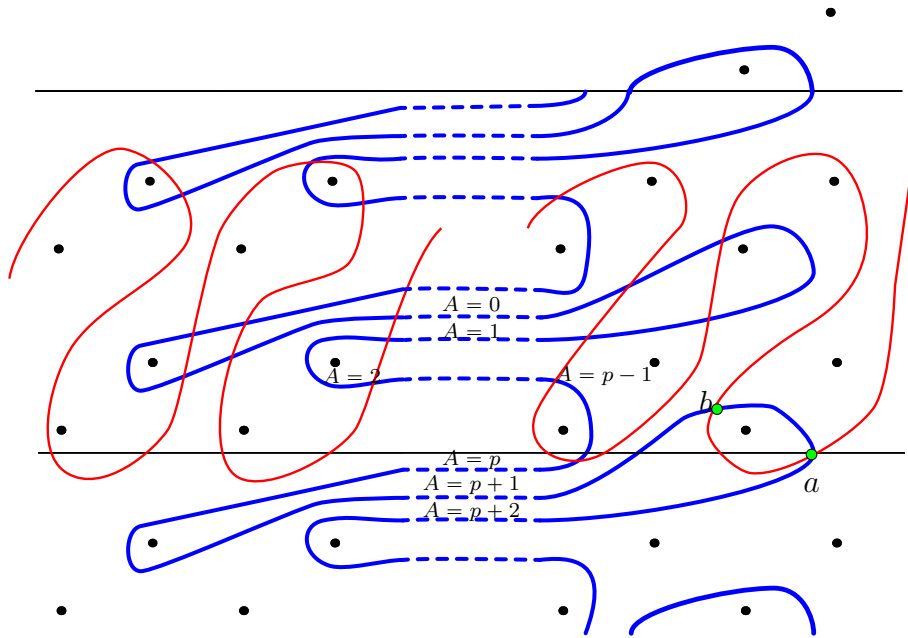 A = 0
A = 1
A = 2
A = p − 1
b
A = p
A = p + 1
a
A = p + 2